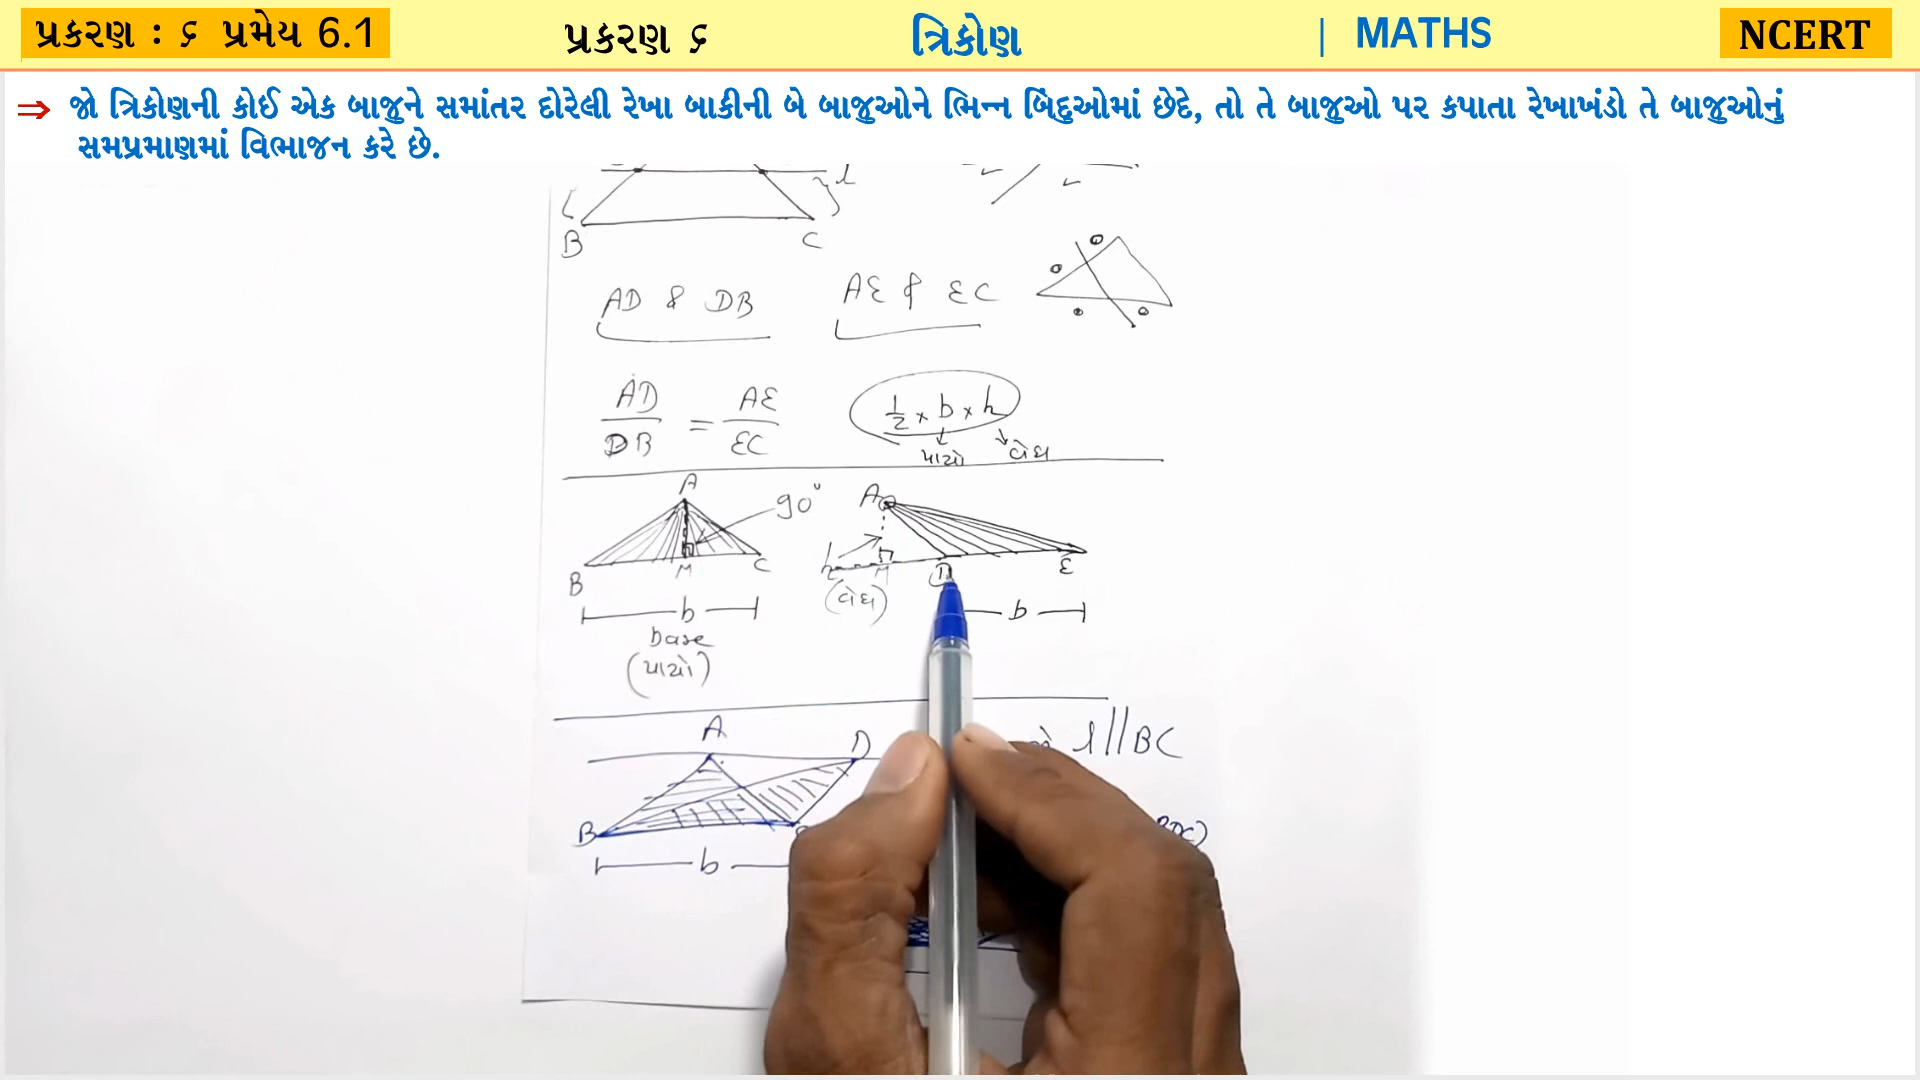 પ્રકરણ : ૬ પ્રમેય 6.1
પ્રકરણ ૬
ત્રિકોણ
| MATHS
NCERT
⇒ જો ત્રિકોણની કોઈ એક બાજુને સમાંતર દોરેલી રેખા બાકીની બે બાજુઓને ભિન્ન બિંદુઓમાં છેદે, તો તે બાજુઓ પર કપાતા રેખાખંડો તે બાજુઓનું
સમપ્રમાણમાં વિભાજન કરે છે.
l
B C
AD & DB AE & EC
AD/DB = AE/EC
1/2 × b × h
પાયો વેધ
A 90° A
B M C h M D E
b (વેધ) b
base
(પાયો)
A D l||BC
B
b